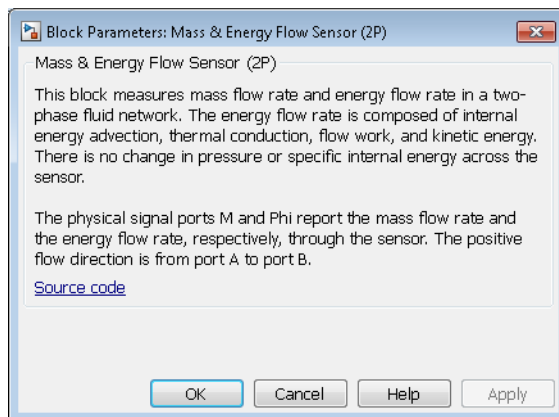 Block Parameters: Mass & Energy Flow Sensor (2P)
Mass & Energy Flow Sensor (2P)
This block measures mass flow rate and energy flow rate in a two-
phase fluid network. The energy flow rate is composed of internal
energy advection, thermal conduction, flow work, and kinetic energy.
There is no change in pressure or specific internal energy across the
sensor.
The physical signal ports M and Phi report the mass flow rate and
the energy flow rate, respectively, through the sensor. The positive
flow direction is from port A to port B.
Source code
OK Cancel Help Apply